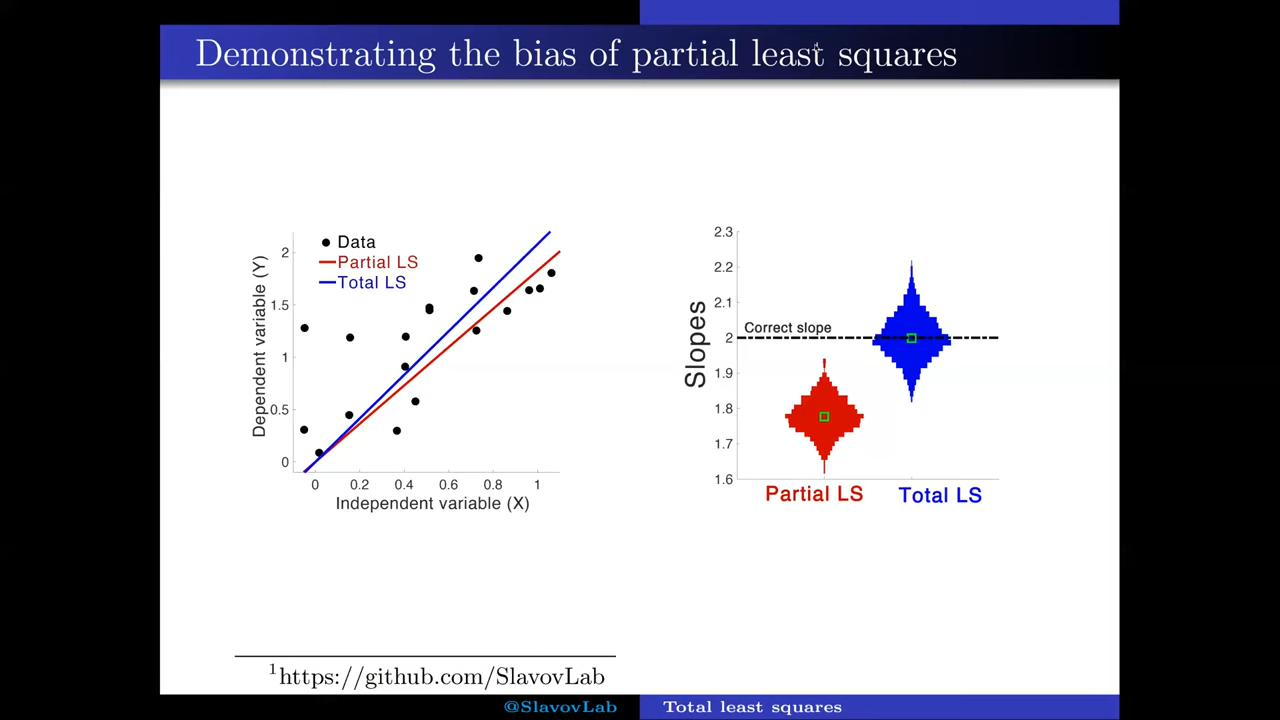 Demonstrating the bias of partial least squares
Data
Partial LS
Total LS
Dependent variable (Y)
2
1.5
1
0.5
0
0
0.2
0.4
0.6
0.8
1
Independent variable (X)
Slopes
2.3
2.2
2.1
2
1.9
1.8
1.7
1.6
Correct slope
Partial LS
Total LS
1https://github.com/SlavovLab
@SlavovLab
Total least squares